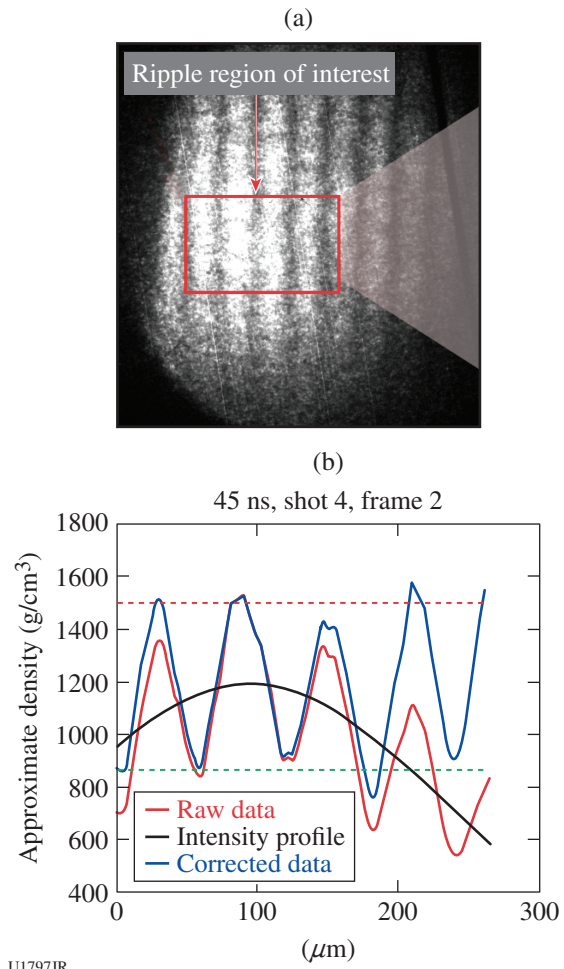 (a)
Ripple region of interest
(b)
45 ns, shot 4, frame 2
Approximate density (g/cm³)
1800
1600
1400
1200
1000
800
600
400
Raw data
Intensity profile
Corrected data
0
100
200
300
(μm)
U1797JR